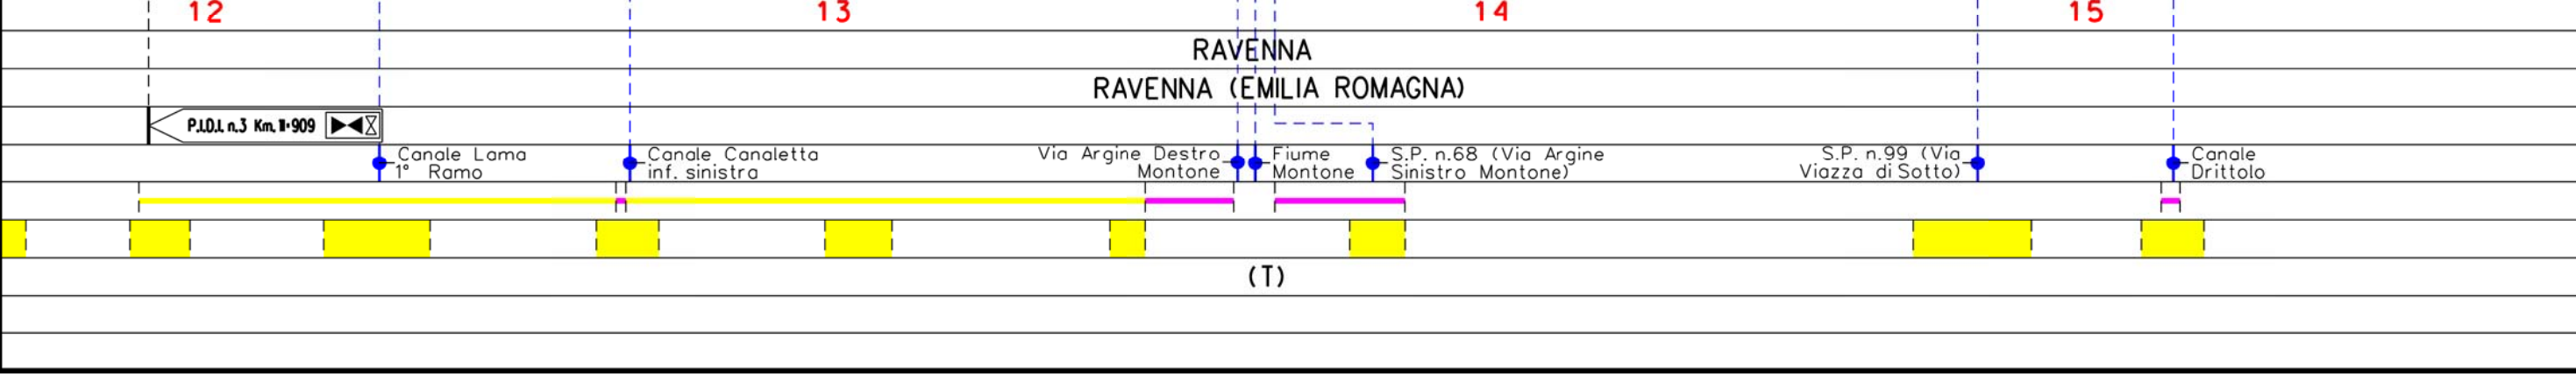 12 13 14 15
RAVENNA
RAVENNA (EMILIA ROMAGNA)
P.I.D.I. n.3 Km. 11+909
Canale Lama
1° Ramo
Canale Canaletta
inf. sinistra
Via Argine Destro
Montone
Fiume
Montone
S.P. n.68 (Via Argine
Sinistro Montone)
S.P. n.99 (Via
Viazza di Sotto)
Canale
Drittolo
(T)